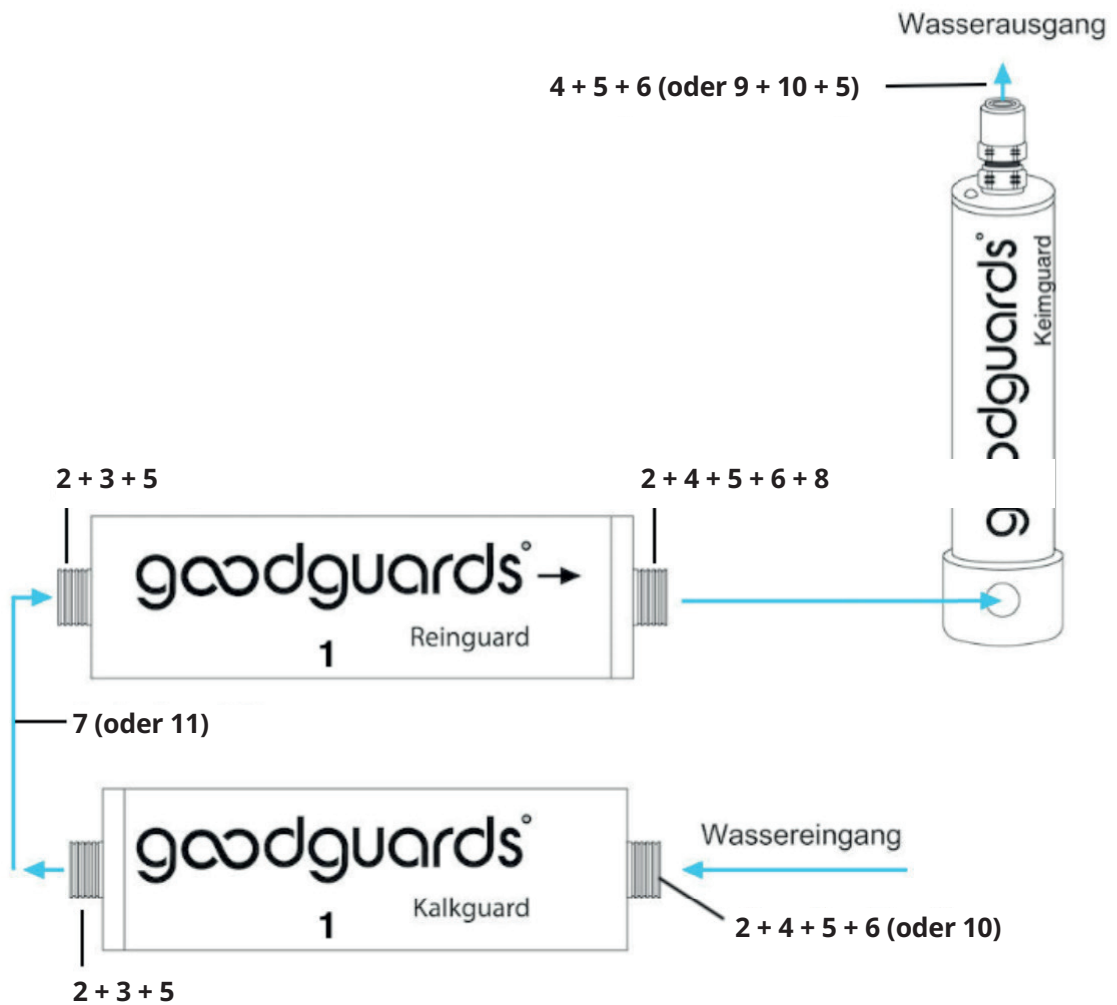 Wasserausgang
4 + 5 + 6 (oder 9 + 10 + 5)
goodguards°
Keimguard
2 + 3 + 5
2 + 4 + 5 + 6 + 8
goodguards°
Reinguard
1
7 (oder 11)
goodguards°
Kalkguard
1
Wassereingang
2 + 4 + 5 + 6 (oder 10)
2 + 3 + 5